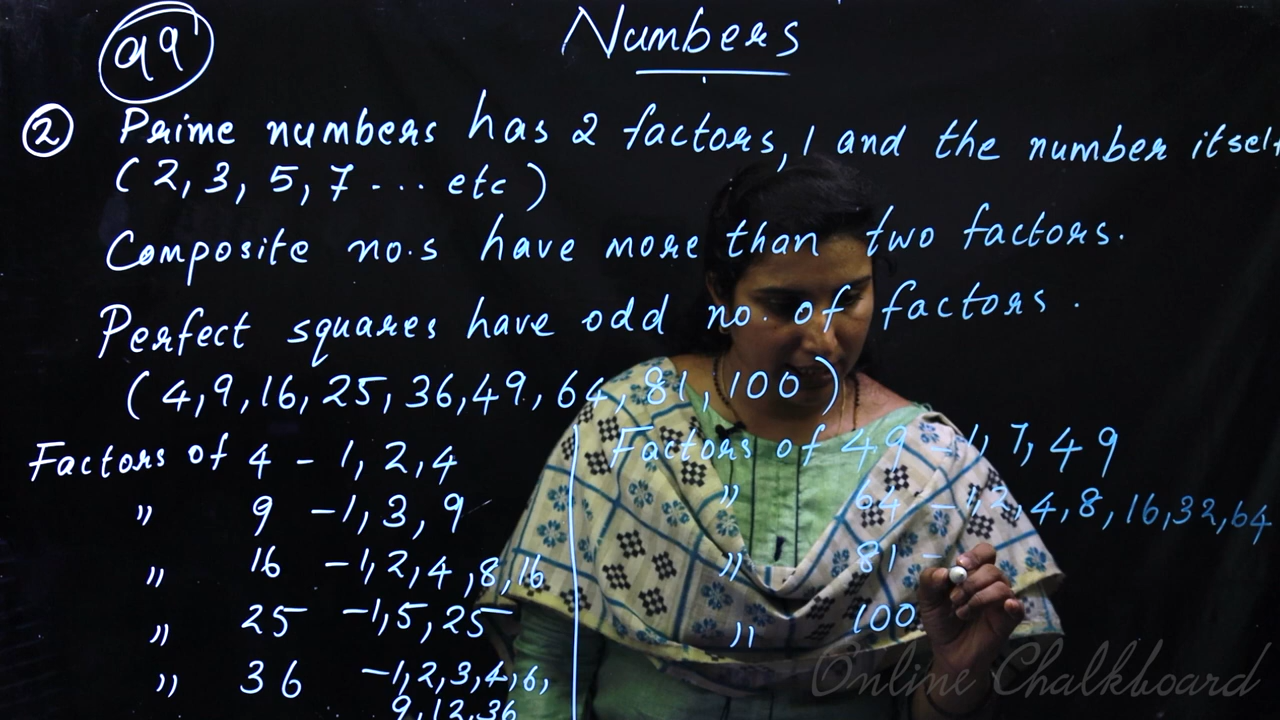 99
Numbers
② Prime numbers has 2 factors, 1 and the number itself
(2, 3, 5, 7 ... etc)
Composite no.s have more than two factors.
Perfect squares have odd no. of factors.
(4, 9, 16, 25, 36, 49, 64, 81, 100)
Factors of 4 - 1, 2, 4
" 9 - 1, 3, 9
" 16 - 1, 2, 4, 8, 16
" 25 - 1, 5, 25
" 36 - 1, 2, 3, 4, 6,
9, 12, 36
Factors of 49 - 1, 7, 49
" 64 - 1, 2, 4, 8, 16, 32, 64
" 81 -
" 100
Online Chalkboard